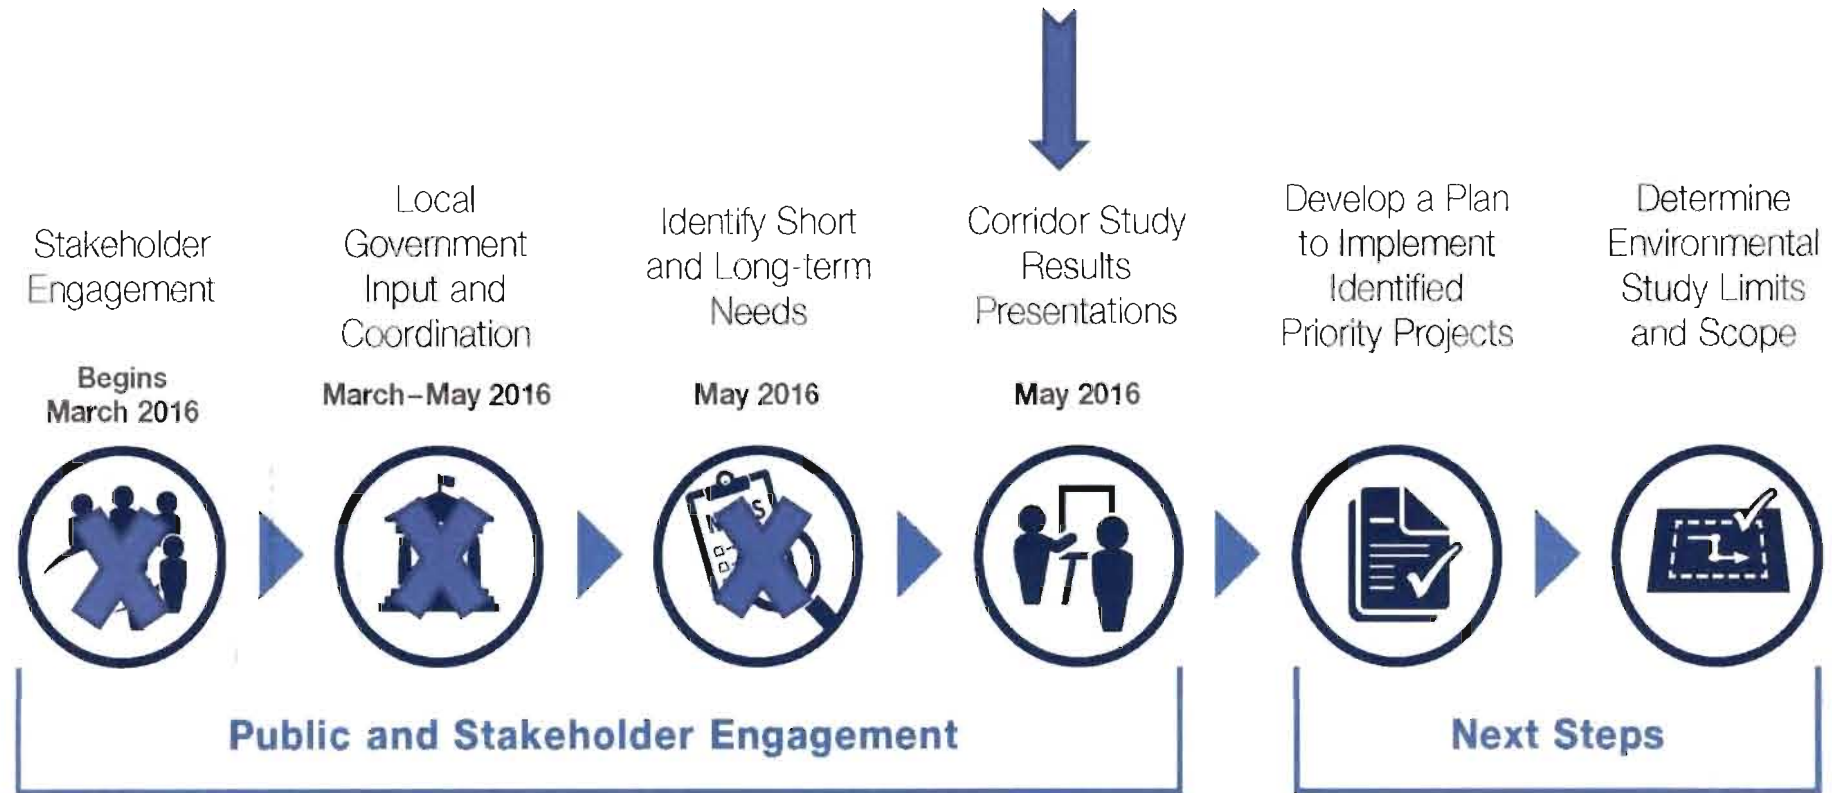 Stakeholder
Engagement
Begins
March 2016
Local
Government
Input and
Coordination
March–May 2016
Identify Short
and Long-term
Needs
May 2016
Corridor Study
Results
Presentations
May 2016
Develop a Plan
to Implement
Identified
Priority Projects
Determine
Environmental
Study Limits
and Scope
Public and Stakeholder Engagement
Next Steps